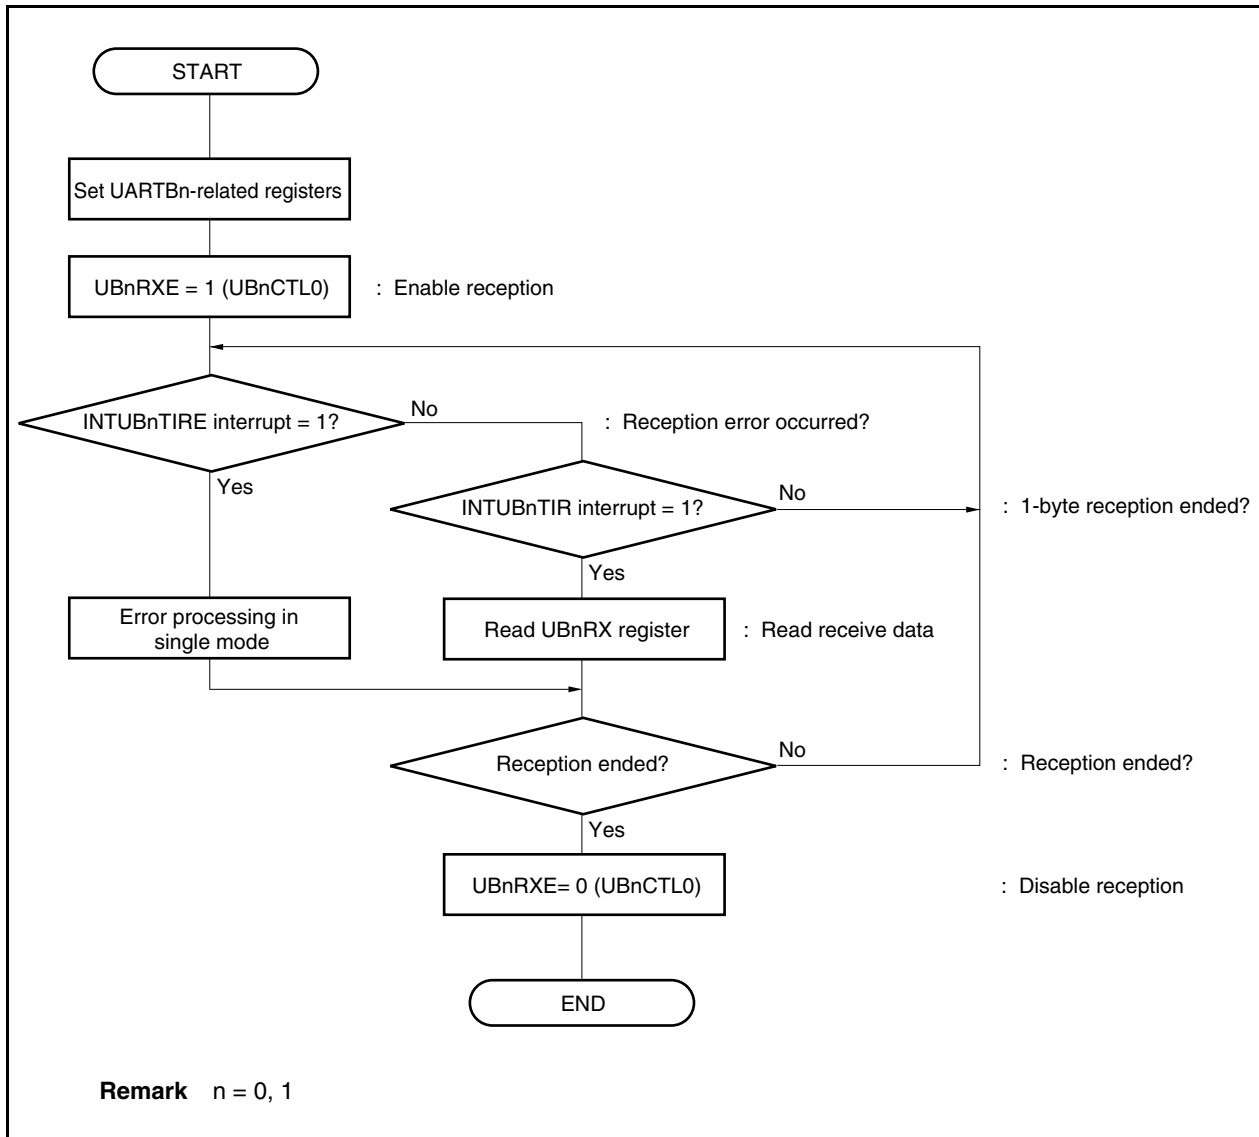 START
Set UARTBn-related registers
UBnRXE = 1 (UBnCTL0)
: Enable reception
INTUBnTIRE interrupt = 1?
No
: Reception error occurred?
Yes
INTUBnTIR interrupt = 1?
No
: 1-byte reception ended?
Yes
Error processing in
single mode
Read UBnRX register
: Read receive data
Reception ended?
No
: Reception ended?
Yes
UBnRXE= 0 (UBnCTL0)
: Disable reception
END
Remark n = 0, 1